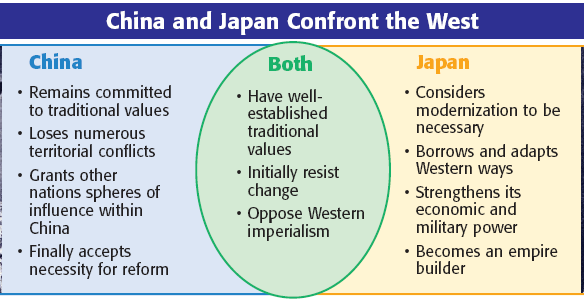 China and Japan Confront the West
China
• Remains committed
to traditional values
• Loses numerous
territorial conflicts
• Grants other
nations spheres of
influence within
China
• Finally accepts
necessity for reform
Both
• Have well-
established
traditional
values
• Initially resist
change
• Oppose Western
imperialism
Japan
• Considers
modernization to be
necessary
• Borrows and adapts
Western ways
• Strengthens its
economic and
military power
• Becomes an empire
builder